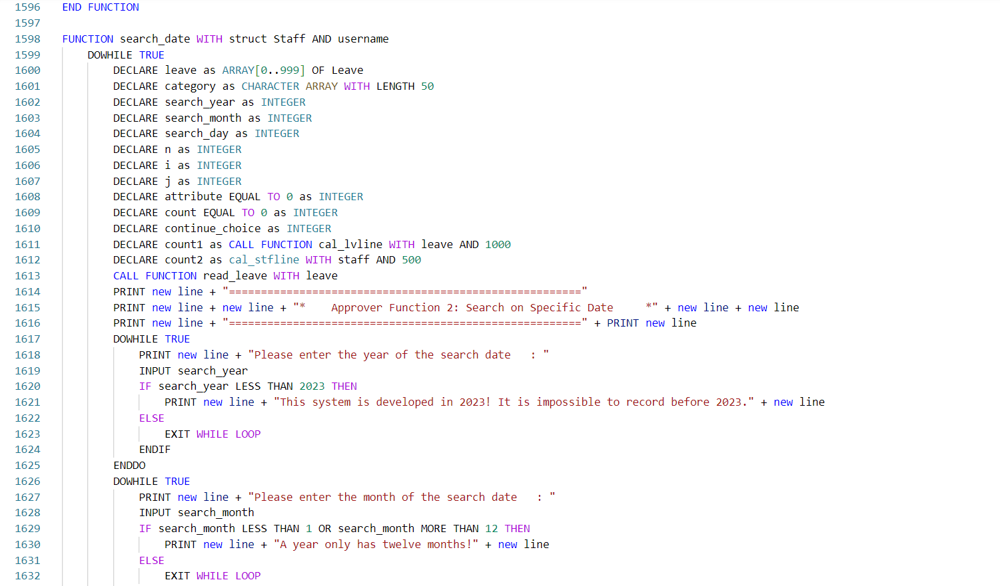 1596 END FUNCTION
1597
1598 FUNCTION search_date WITH struct Staff AND username
1599 DOWHILE TRUE
1600 DECLARE leave as ARRAY[0..999] OF Leave
1601 DECLARE category as CHARACTER ARRAY WITH LENGTH 50
1602 DECLARE search_year as INTEGER
1603 DECLARE search_month as INTEGER
1604 DECLARE search_day as INTEGER
1605 DECLARE n as INTEGER
1606 DECLARE i as INTEGER
1607 DECLARE j as INTEGER
1608 DECLARE attribute EQUAL TO 0 as INTEGER
1609 DECLARE count EQUAL TO 0 as INTEGER
1610 DECLARE continue_choice as INTEGER
1611 DECLARE count1 as CALL FUNCTION cal_lvline WITH leave AND 1000
1612 DECLARE count2 as cal_stfline WITH staff AND 500
1613 CALL FUNCTION read_leave WITH leave
1614 PRINT new line + "======================================================="
1615 PRINT new line + new line + "*    Approver Function 2: Search on Specific Date     *" + new line + new line
1616 PRINT new line + "=======================================================" + PRINT new line
1617 DOWHILE TRUE
1618 PRINT new line + "Please enter the year of the search date   : "
1619 INPUT search_year
1620 IF search_year LESS THAN 2023 THEN
1621 PRINT new line + "This system is developed in 2023! It is impossible to record before 2023." + new line
1622 ELSE
1623 EXIT WHILE LOOP
1624 ENDIF
1625 ENDDO
1626 DOWHILE TRUE
1627 PRINT new line + "Please enter the month of the search date   : "
1628 INPUT search_month
1629 IF search_month LESS THAN 1 OR search_month MORE THAN 12 THEN
1630 PRINT new line + "A year only has twelve months!" + new line
1631 ELSE
1632 EXIT WHILE LOOP